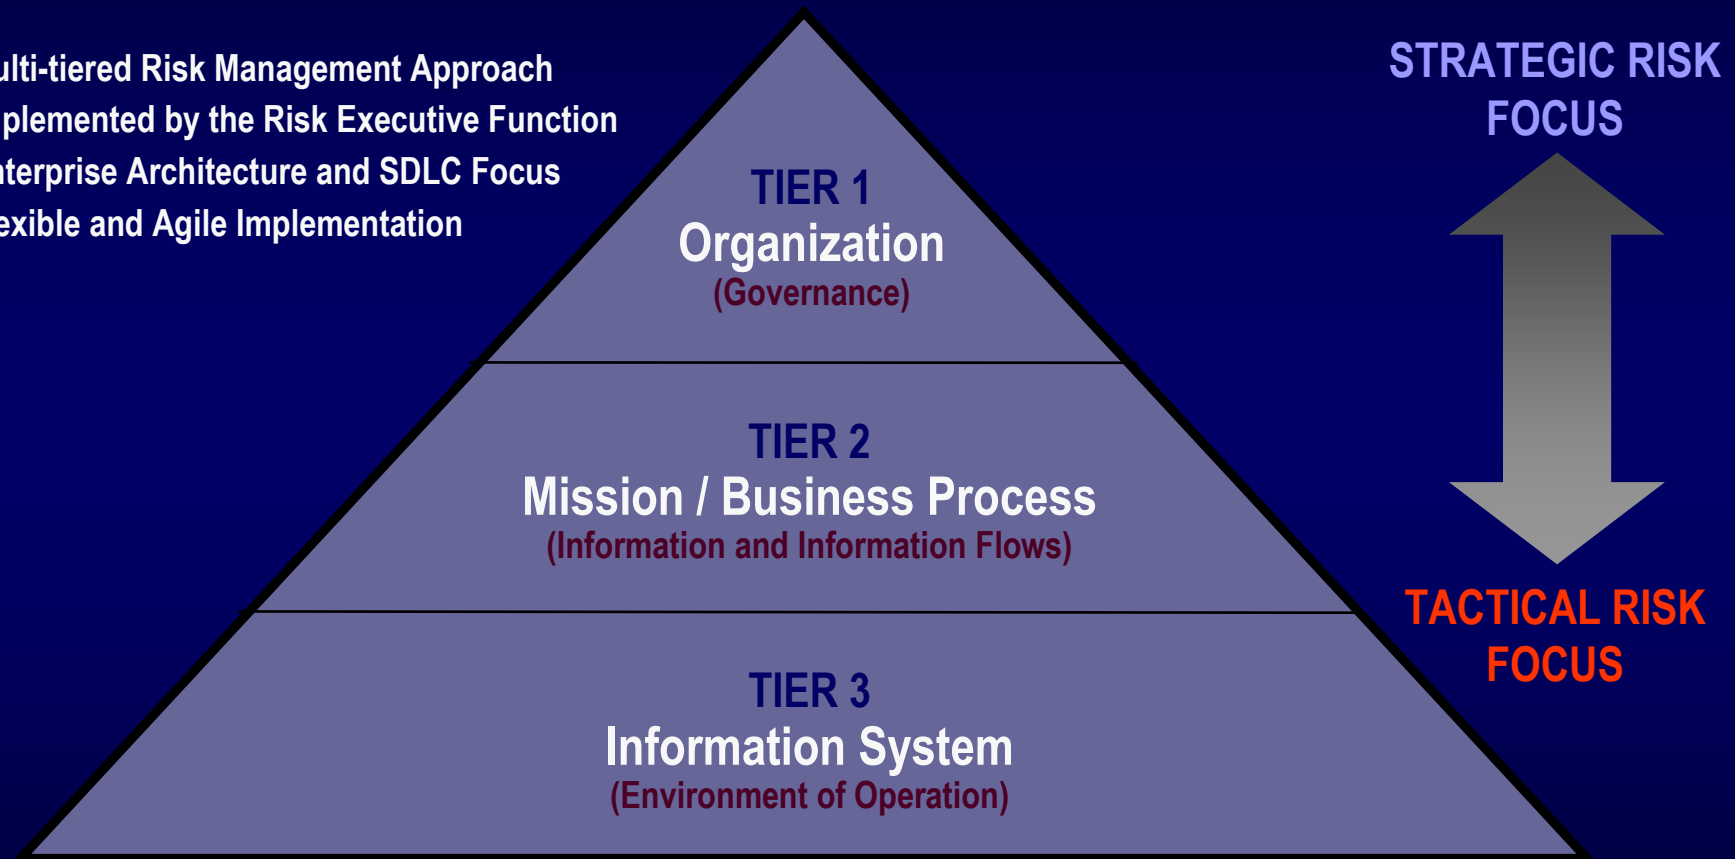 ulti-tiered Risk Management Approach
plemented by the Risk Executive Function
nterprise Architecture and SDLC Focus
exible and Agile Implementation
STRATEGIC RISK
FOCUS
TIER 1
Organization
(Governance)
TIER 2
Mission / Business Process
(Information and Information Flows)
TACTICAL RISK
FOCUS
TIER 3
Information System
(Environment of Operation)